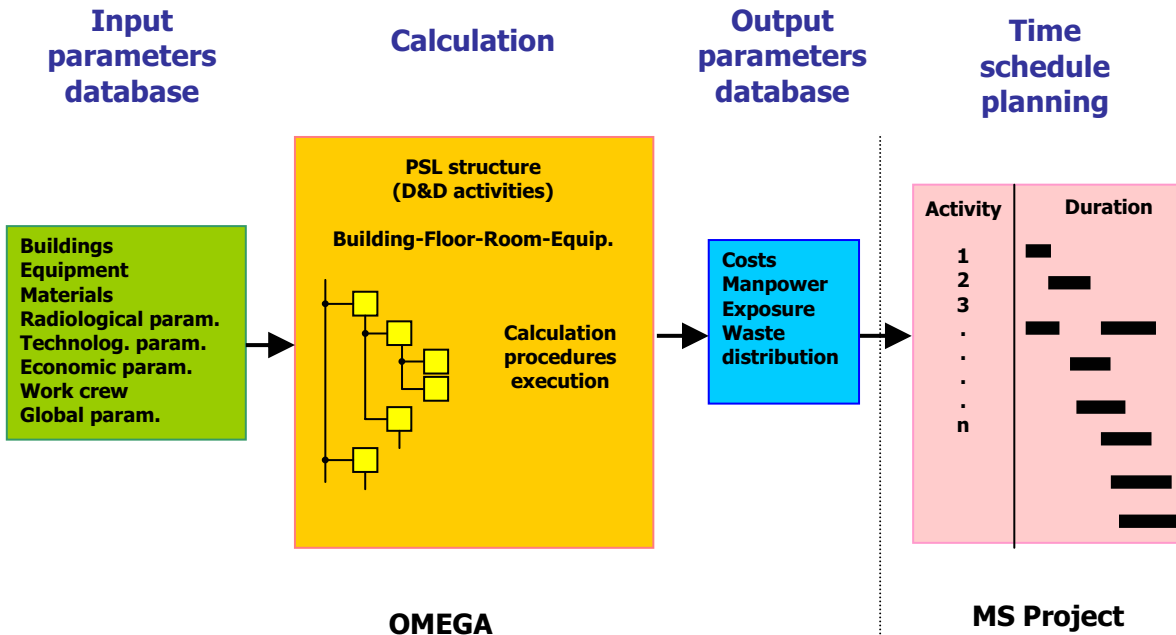 Input
parameters
database
Calculation
Output
parameters
database
Time
schedule
planning
Buildings
Equipment
Materials
Radiological param.
Technolog. param.
Economic param.
Work crew
Global param.
PSL structure
(D&D activities)
Building-Floor-Room-Equip.
Calculation
procedures
execution
Costs
Manpower
Exposure
Waste
distribution
Activity
Duration
1
2
3
.
.
.
.
n
OMEGA
MS Project